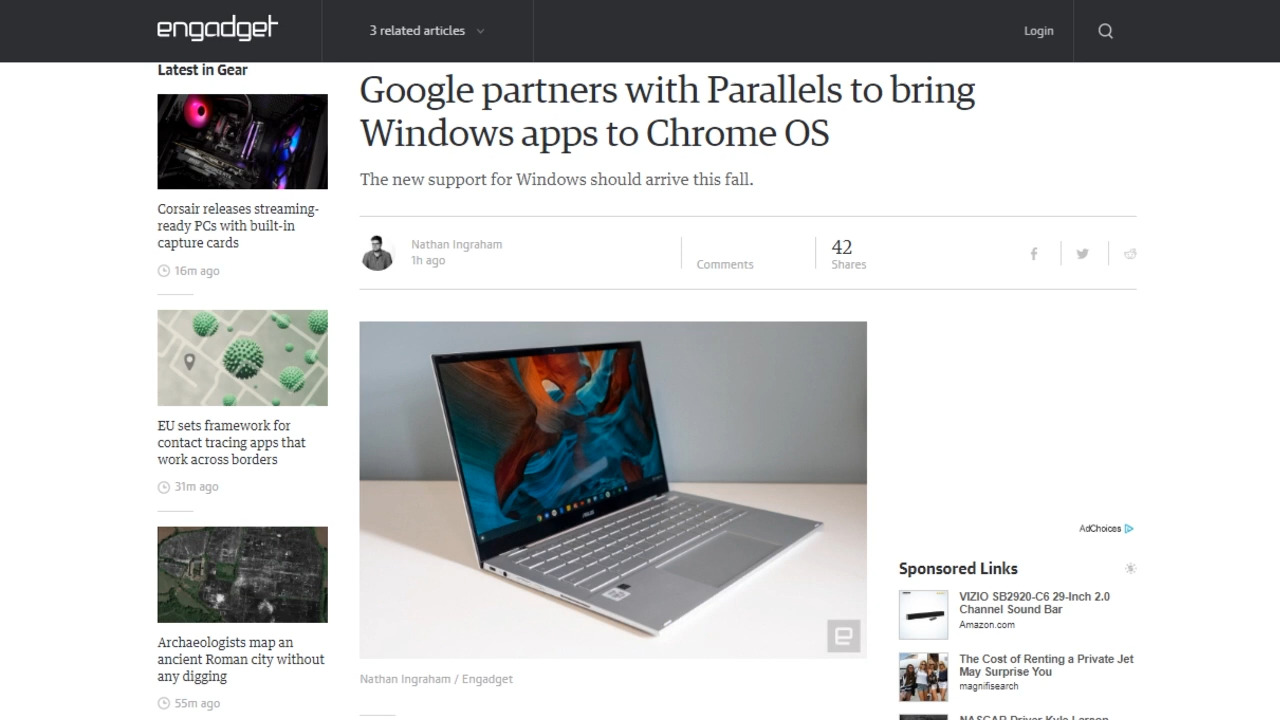 engadget
3 related articles
Login
Latest in Gear
Corsair releases streaming-
ready PCs with built-in
capture cards
16m ago
EU sets framework for
contact tracing apps that
work across borders
31m ago
Archaeologists map an
ancient Roman city without
any digging
55m ago
Google partners with Parallels to bring
Windows apps to Chrome OS
The new support for Windows should arrive this fall.
Nathan Ingraham
1h ago
Comments
42
Shares
ASUS
e
Nathan Ingraham / Engadget
AdChoices
Sponsored Links
VIZIO SB2920-C6 29-Inch 2.0
Channel Sound Bar
Amazon.com
The Cost of Renting a Private Jet
May Surprise You
magnifisearch
NASCAR Driver Kyle Larson